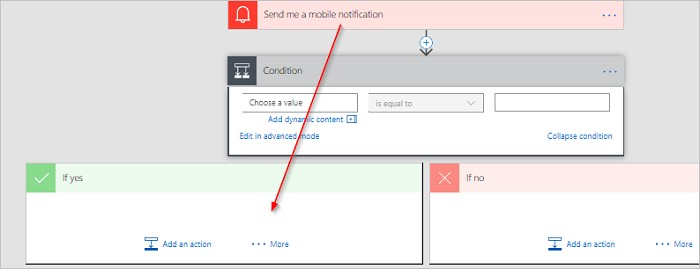 Send me a mobile notification
Condition
Choose a value
is equal to
Add dynamic content
Edit in advanced mode
Collapse condition
If yes
If no
Add an action
More
Add an action
More